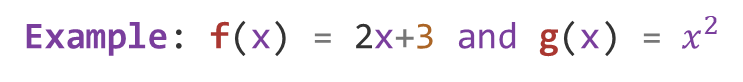 Example: f(x) = 2x+3 and g(x) = x²